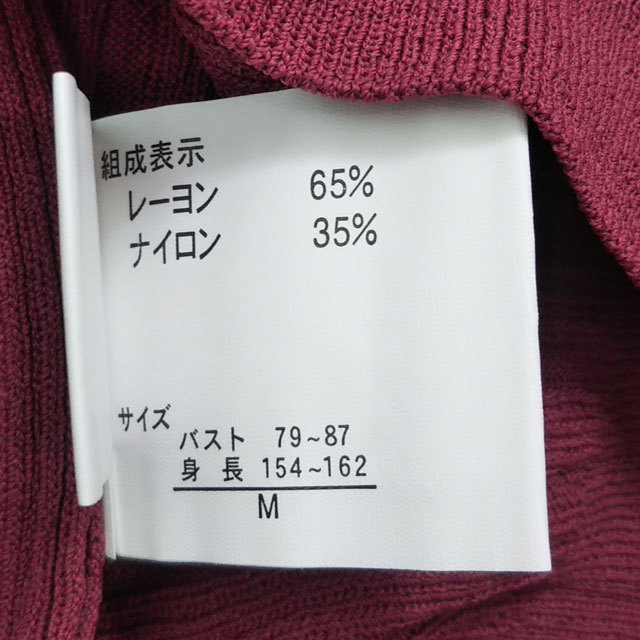 組成表示
レーヨン 65%
ナイロン 35%
サイズ
バスト 79~87
身長 154~162
M